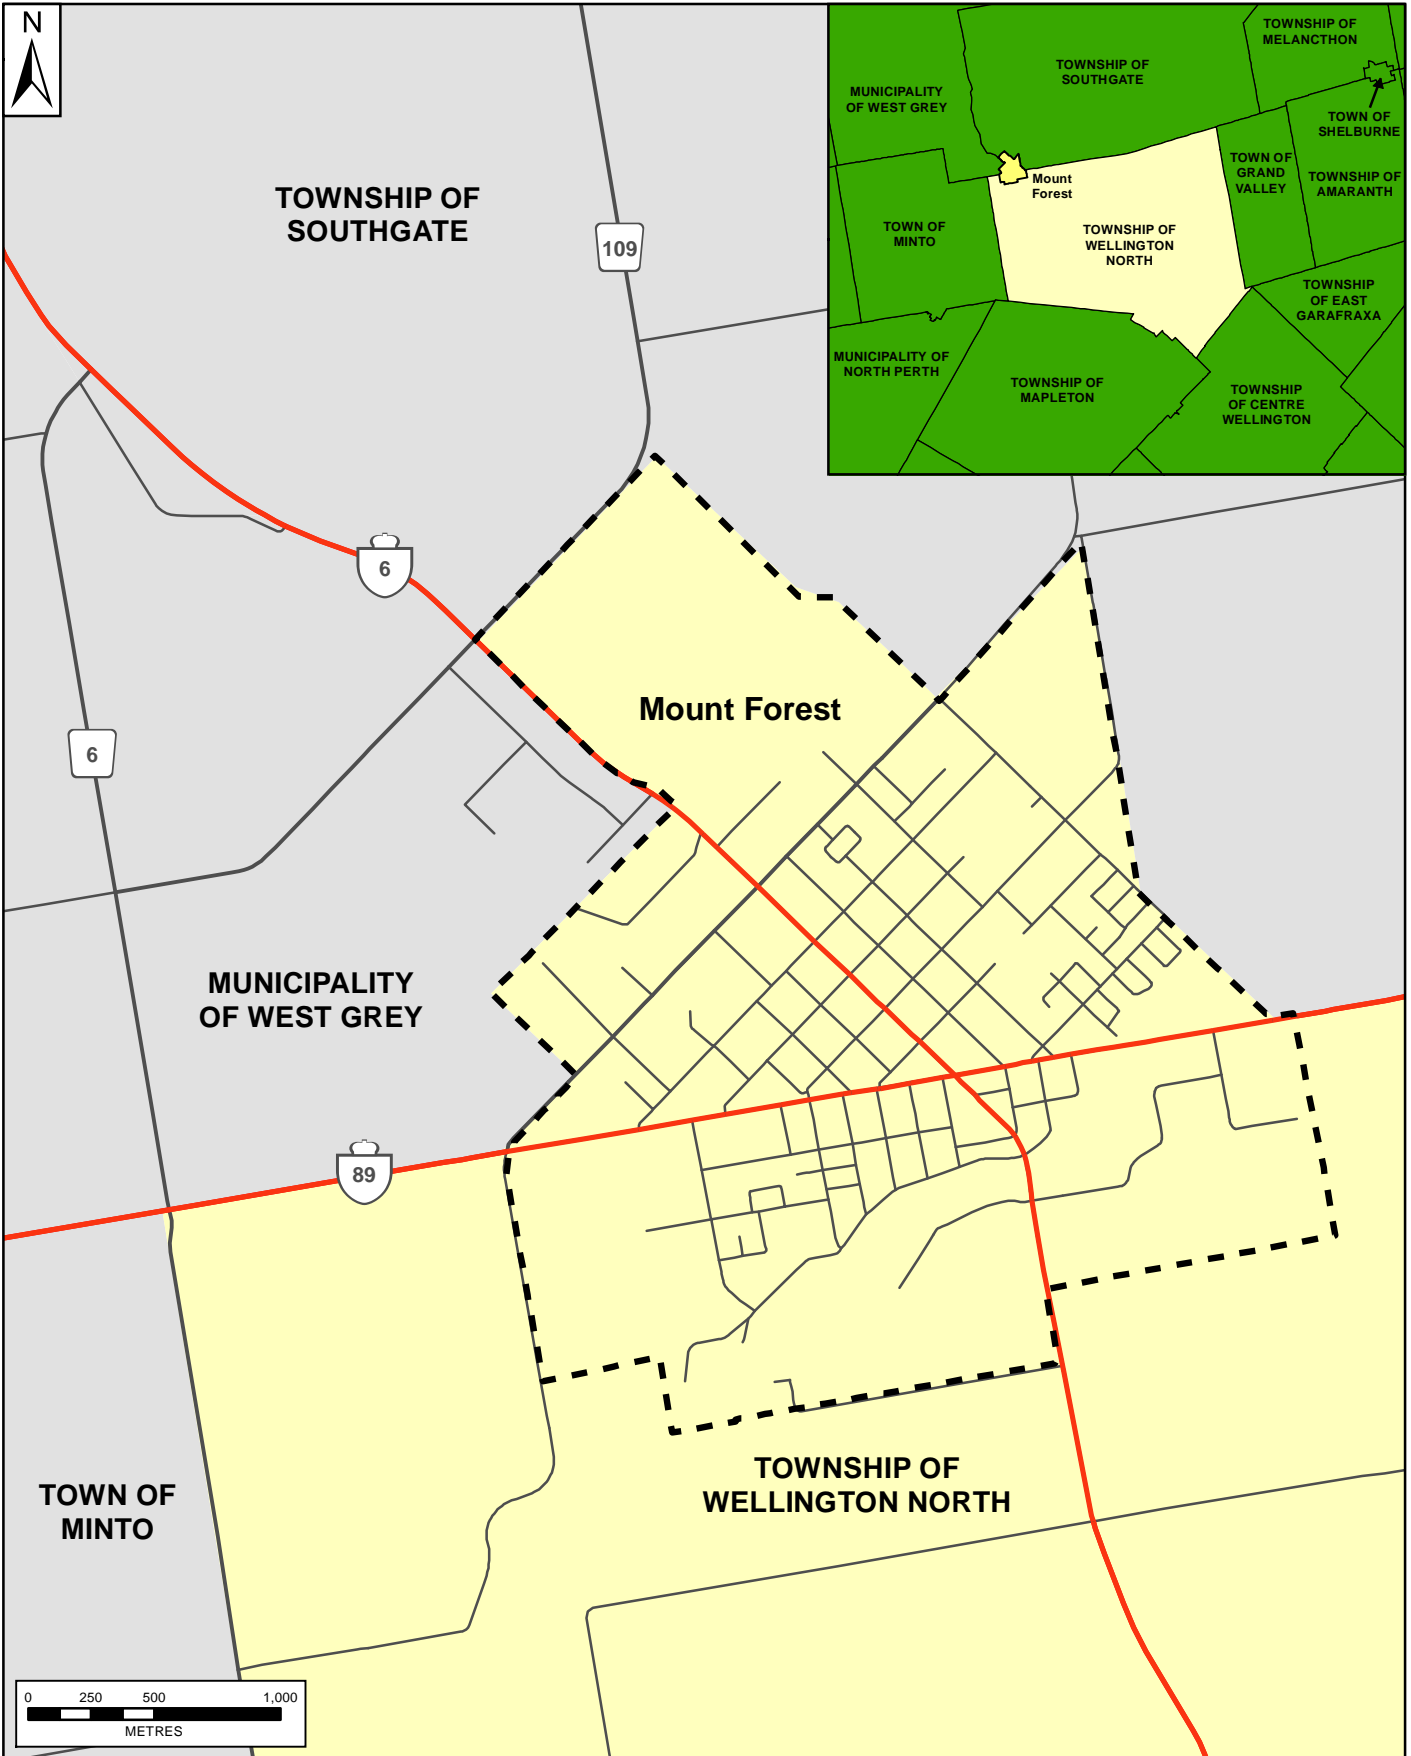 N
TOWNSHIP OF
MELANCTHON
TOWNSHIP OF
SOUTHGATE
MUNICIPALITY
OF WEST GREY
TOWN OF
SHELBURNE
TOWN OF
GRAND
VALLEY
TOWNSHIP OF
AMARANTH
Mount
Forest
TOWN OF
MINTO
TOWNSHIP OF
WELLINGTON
NORTH
TOWNSHIP
OF EAST
GARAFRAXA
MUNICIPALITY OF
NORTH PERTH
TOWNSHIP OF
MAPLETON
TOWNSHIP
OF CENTRE
WELLINGTON
TOWNSHIP OF
SOUTHGATE
109
6
Mount Forest
6
MUNICIPALITY
OF WEST GREY
89
TOWNSHIP OF
WELLINGTON NORTH
TOWN OF
MINTO
0 250 500 1,000
METRES